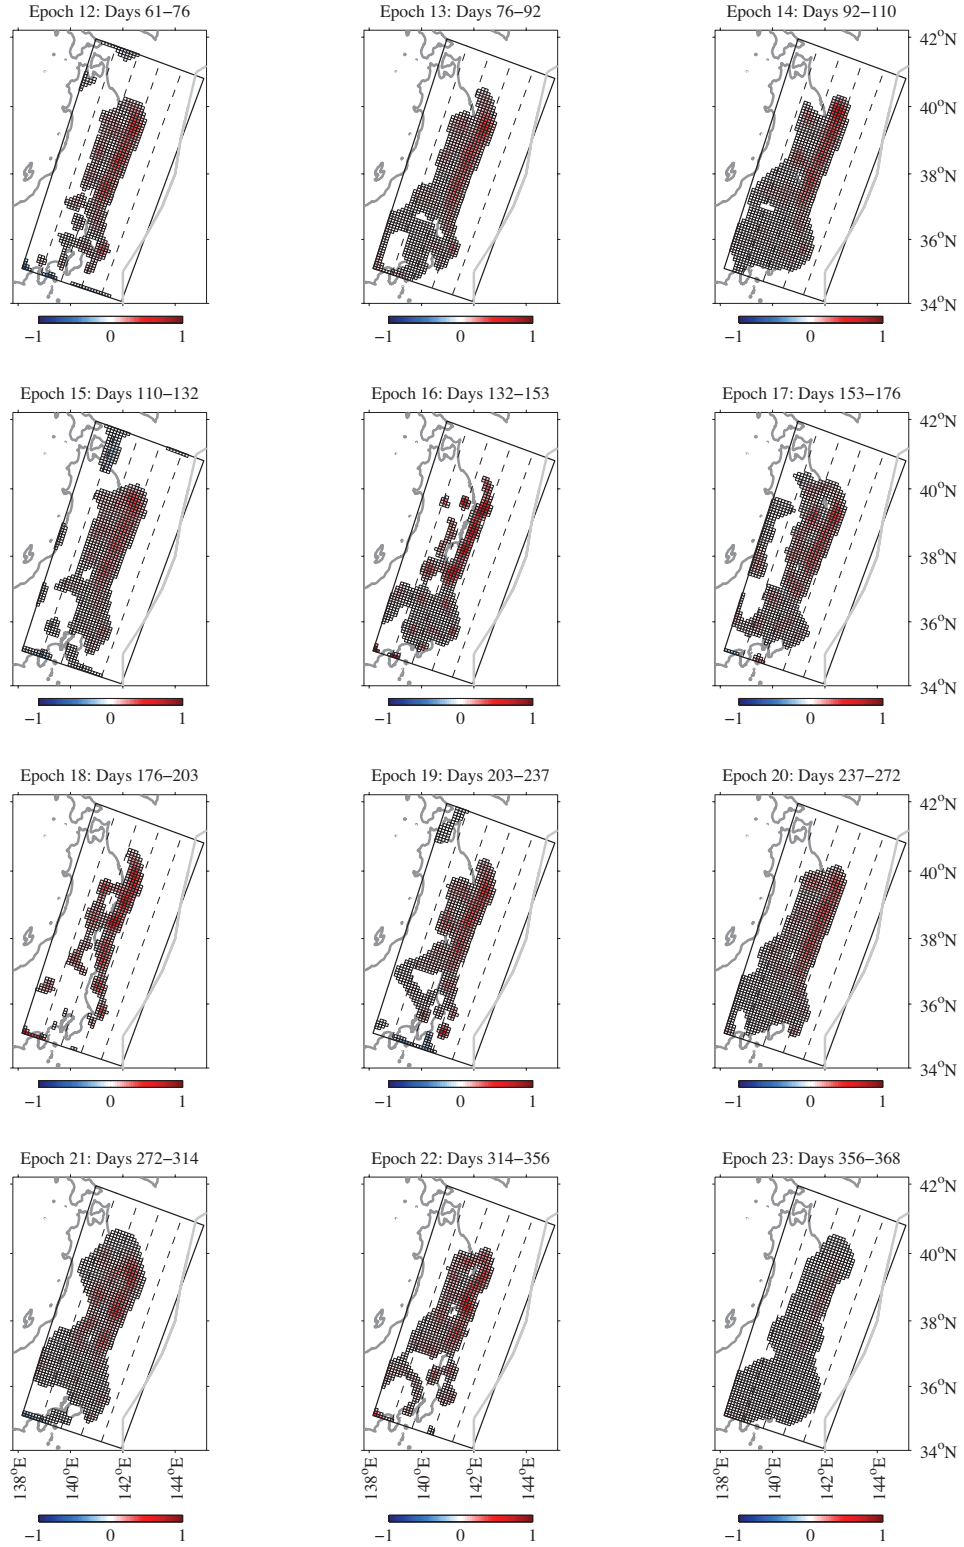 Epoch 12: Days 61−76
Epoch 13: Days 76−92
Epoch 14: Days 92−110
42°N
40°N
38°N
36°N
34°N
−1 0 1
−1 0 1
−1 0 1
Epoch 15: Days 110−132
Epoch 16: Days 132−153
Epoch 17: Days 153−176
42°N
40°N
38°N
36°N
34°N
−1 0 1
−1 0 1
−1 0 1
Epoch 18: Days 176−203
Epoch 19: Days 203−237
Epoch 20: Days 237−272
42°N
40°N
38°N
36°N
34°N
−1 0 1
−1 0 1
−1 0 1
Epoch 21: Days 272−314
Epoch 22: Days 314−356
Epoch 23: Days 356−368
42°N
40°N
38°N
36°N
34°N
138°E 140°E 142°E 144°E
138°E 140°E 142°E 144°E
138°E 140°E 142°E 144°E
−1 0 1
−1 0 1
−1 0 1